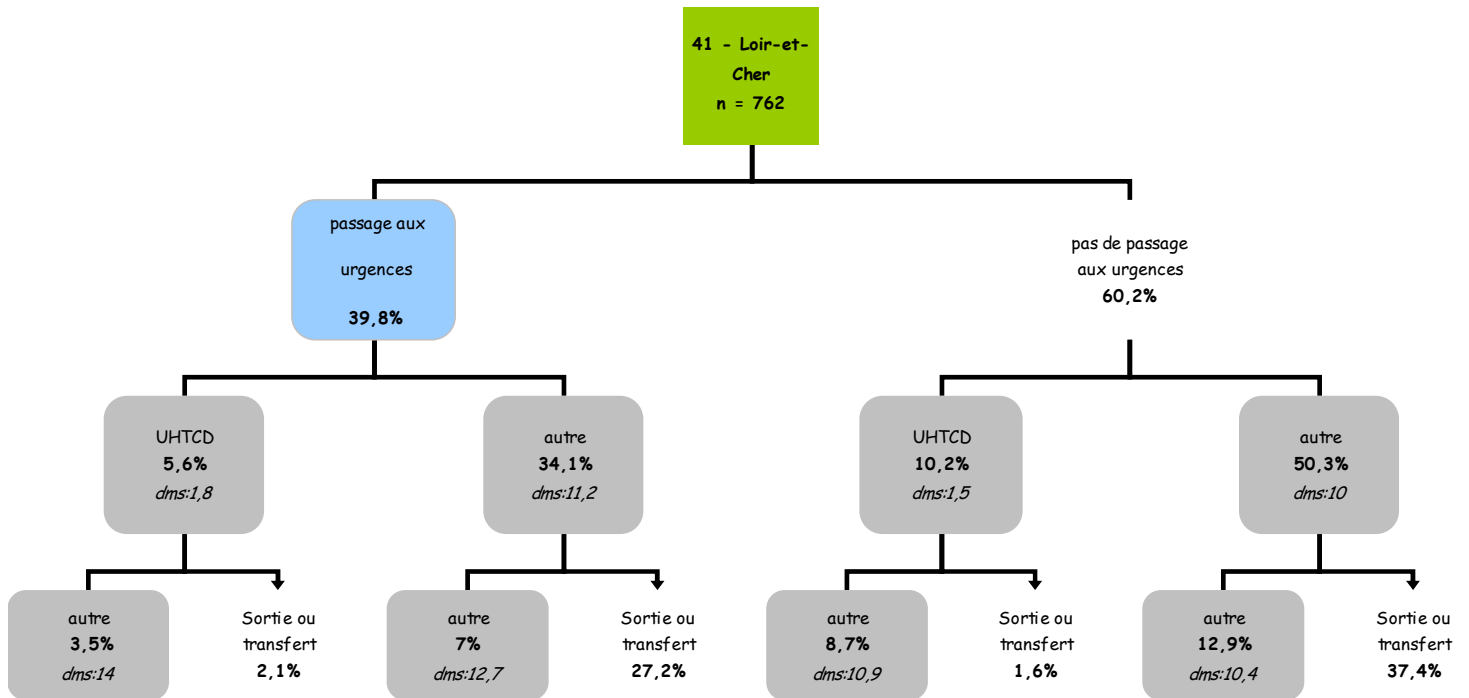 41 - Loir-et-
Cher
n = 762
passage aux
urgences
39,8%
pas de passage
aux urgences
60,2%
UHTCD
5,6%
dms:1,8
autre
34,1%
dms:11,2
UHTCD
10,2%
dms:1,5
autre
50,3%
dms:10
autre
3,5%
dms:14
Sortie ou
transfert
2,1%
autre
7%
dms:12,7
Sortie ou
transfert
27,2%
autre
8,7%
dms:10,9
Sortie ou
transfert
1,6%
autre
12,9%
dms:10,4
Sortie ou
transfert
37,4%